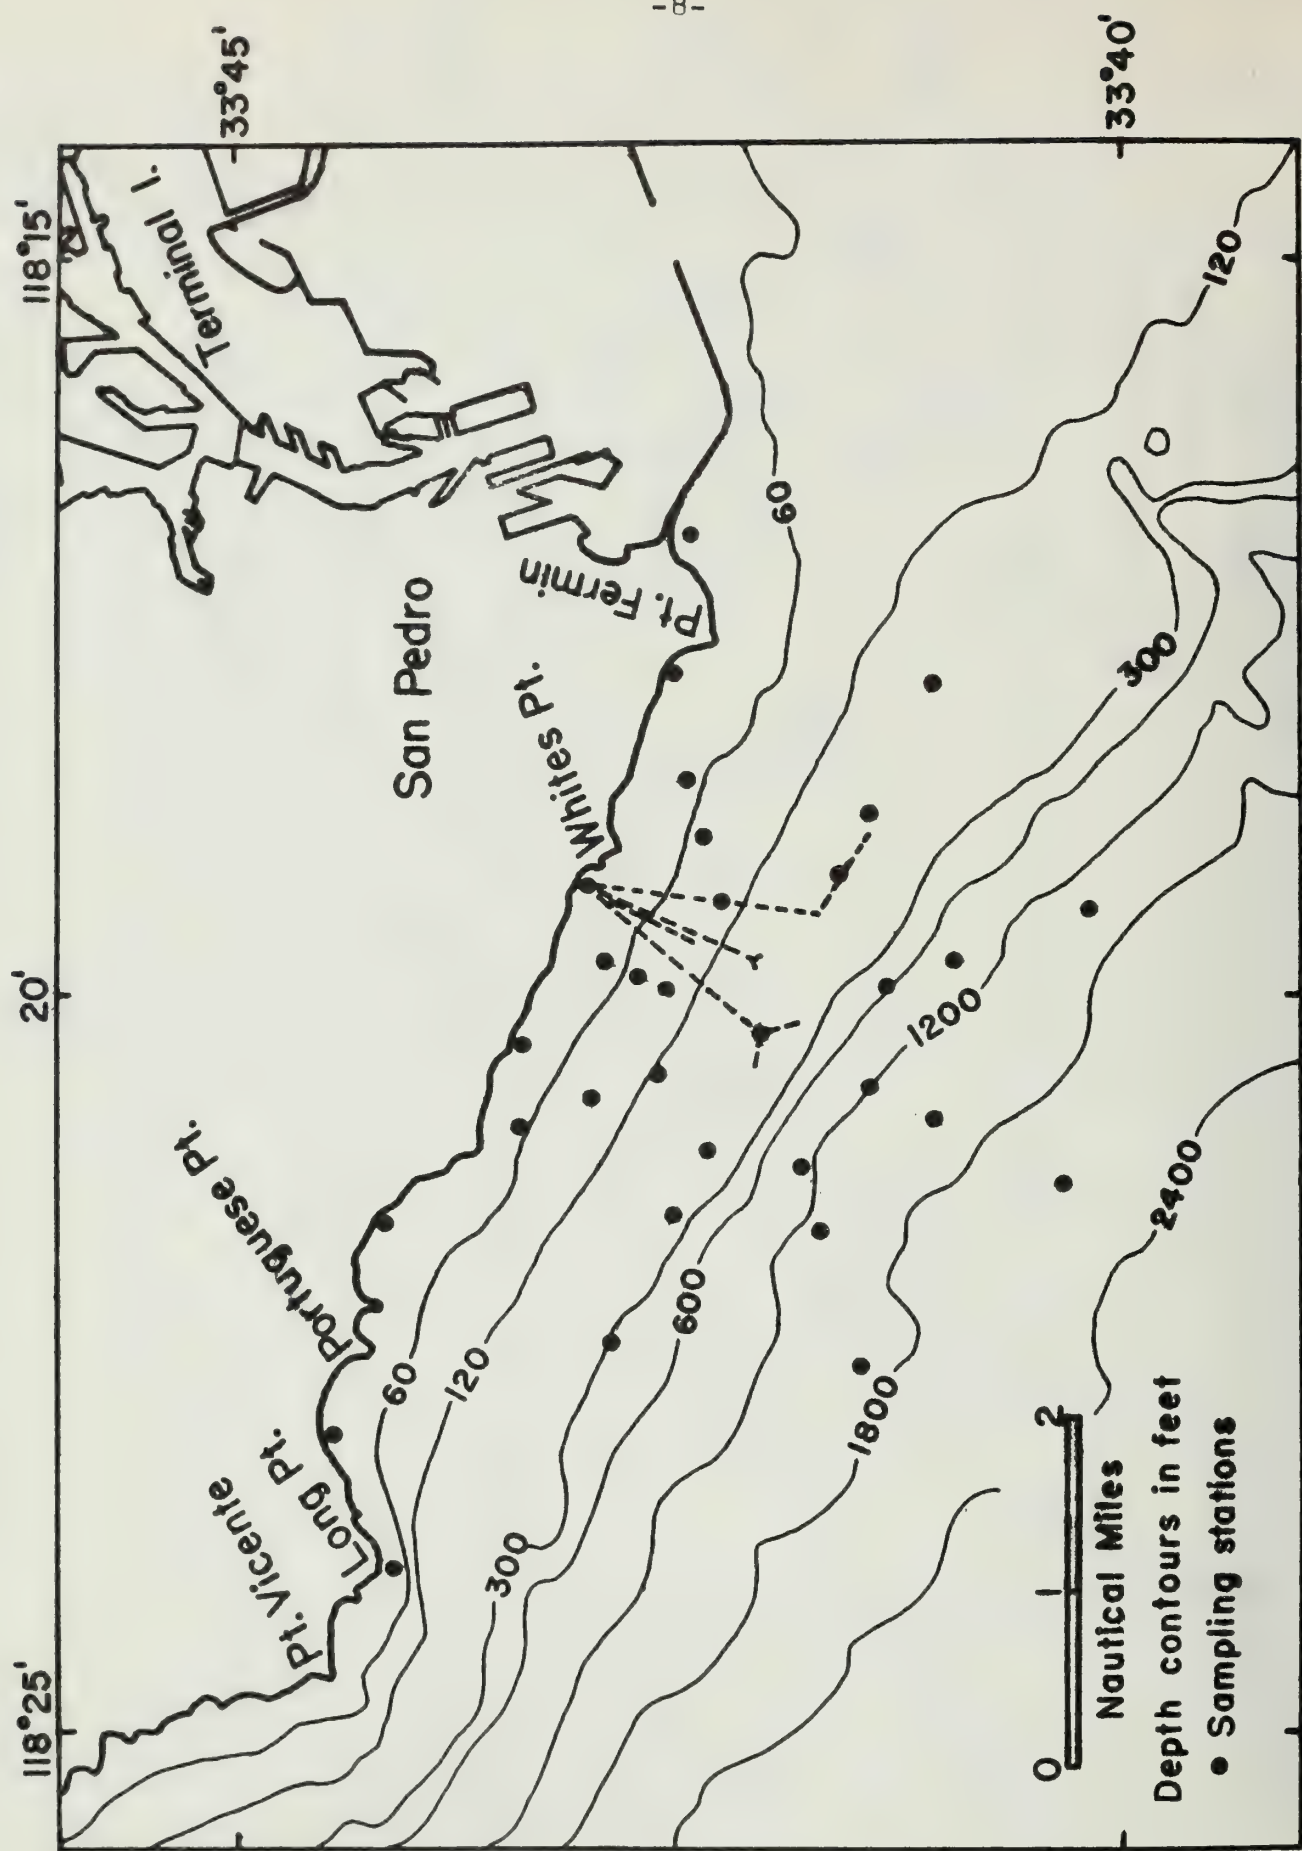 -8-
118°25'
20'
118°15'
33°45'
33°40'
Terminal I.
San Pedro
Pt. Fermin
Whites Pt.
Portuguese Pt.
Long Pt.
Pt. Vicente
60
120
300
600
1200
1800
2400
60
120
300
0 1 2
Nautical Miles
Depth contours in feet
• Sampling stations